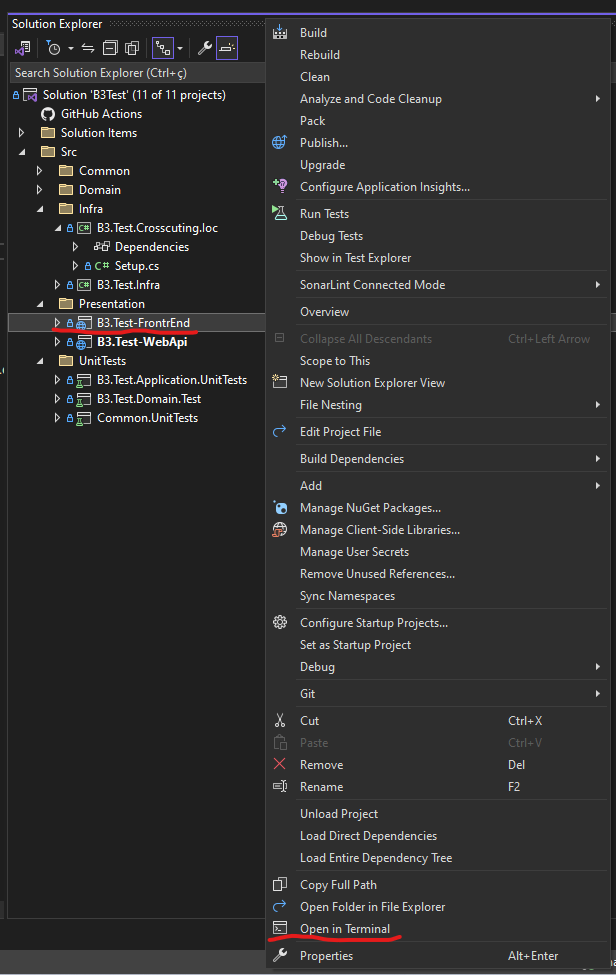 Solution Explorer
Search Solution Explorer (Ctrl+ç)
Solution 'B3Test' (11 of 11 projects)
GitHub Actions
Solution Items
Src
Common
Domain
Infra
B3.Test.Crosscuting.Ioc
Dependencies
C# Setup.cs
B3.Test.Infra
Presentation
B3.Test-FrontrEnd
B3.Test-WebApi
UnitTests
B3.Test.Application.UnitTests
B3.Test.Domain.Test
Common.UnitTests
Build
Rebuild
Clean
Analyze and Code Cleanup
Pack
Publish...
Upgrade
Configure Application Insights...
Run Tests
Debug Tests
Show in Test Explorer
SonarLint Connected Mode
Overview
Collapse All Descendants Ctrl+Left Arrow
Scope to This
New Solution Explorer View
File Nesting
Edit Project File
Build Dependencies
Add
Manage NuGet Packages...
Manage Client-Side Libraries...
Manage User Secrets
Remove Unused References...
Sync Namespaces
Configure Startup Projects...
Set as Startup Project
Debug
Git
Cut Ctrl+X
Paste Ctrl+V
Remove Del
Rename F2
Unload Project
Load Direct Dependencies
Load Entire Dependency Tree
Copy Full Path
Open Folder in File Explorer
Open in Terminal
Properties Alt+Enter